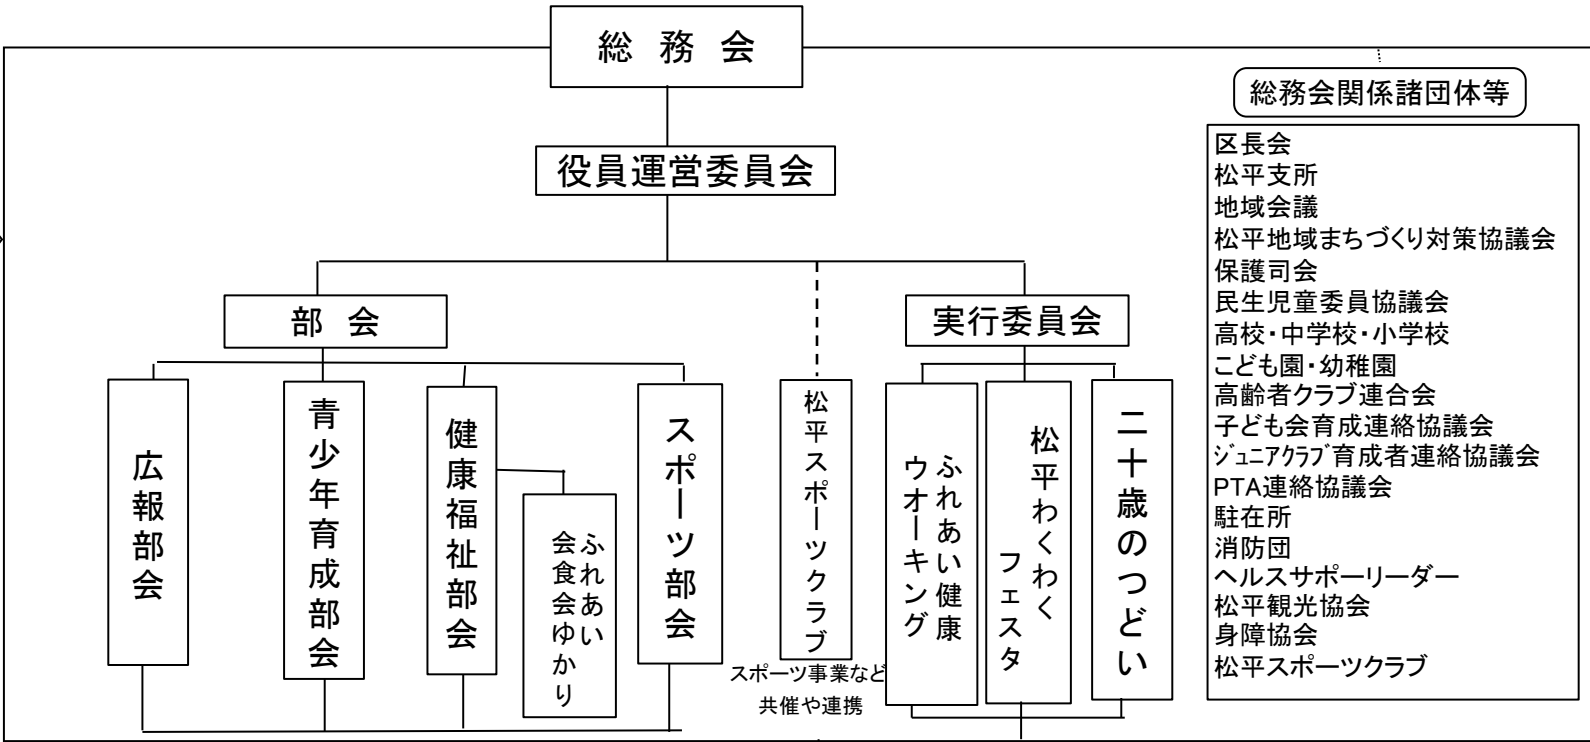 総務会
役員運営委員会
部会
実行委員会
広報部会
青少年育成部会
健康福祉部会
ふれあい
会食会ゆかり
スポーツ部会
松平スポーツクラブ
スポーツ事業など
共催や連携
ふれあい健康
ウオーキング
松平わくわく
フェスタ
二十歳のつどい
総務会関係諸団体等
区長会
松平支所
地域会議
松平地域まちづくり対策協議会
保護司会
民生児童委員協議会
高校・中学校・小学校
こども園・幼稚園
高齢者クラブ連合会
子ども会育成連絡協議会
ジュニアクラブ育成者連絡協議会
PTA連絡協議会
駐在所
消防団
ヘルスサポーリーダー
松平観光協会
身障協会
松平スポーツクラブ